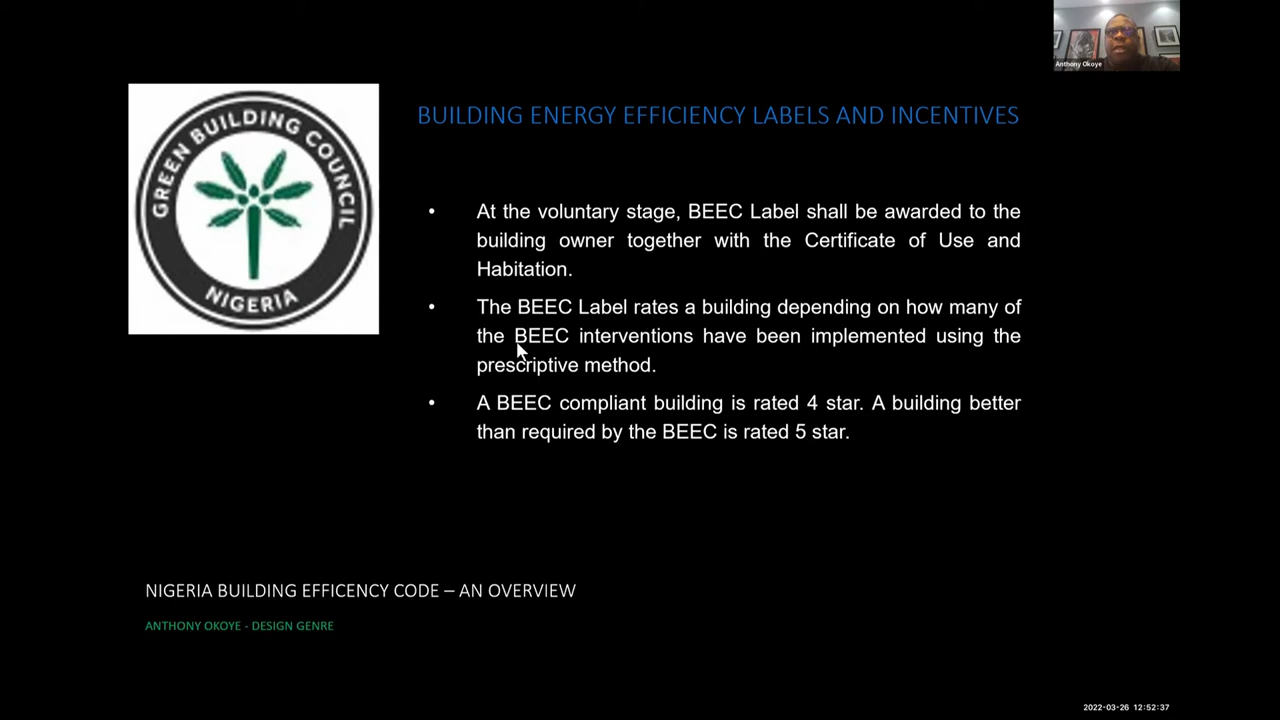 Anthony Okoye
GREEN BUILDING COUNCIL
NIGERIA
BUILDING ENERGY EFFICIENCY LABELS AND INCENTIVES
• At the voluntary stage, BEEC Label shall be awarded to the
building owner together with the Certificate of Use and
Habitation.
• The BEEC Label rates a building depending on how many of
the BEEC interventions have been implemented using the
prescriptive method.
• A BEEC compliant building is rated 4 star. A building better
than required by the BEEC is rated 5 star.
NIGERIA BUILDING EFFICENCY CODE – AN OVERVIEW
ANTHONY OKOYE - DESIGN GENRE
2022-03-26 12:52:37